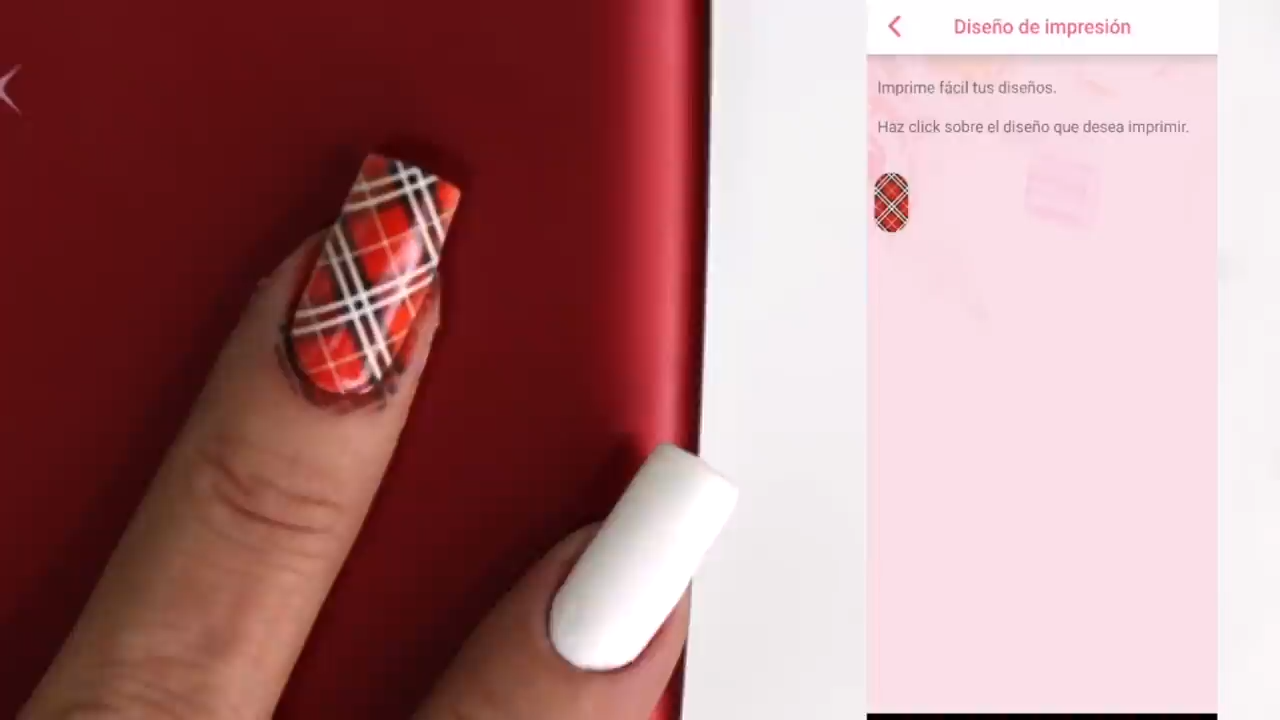 Diseño de impresión
Imprime fácil tus diseños.
Haz click sobre el diseño que desea imprimir.